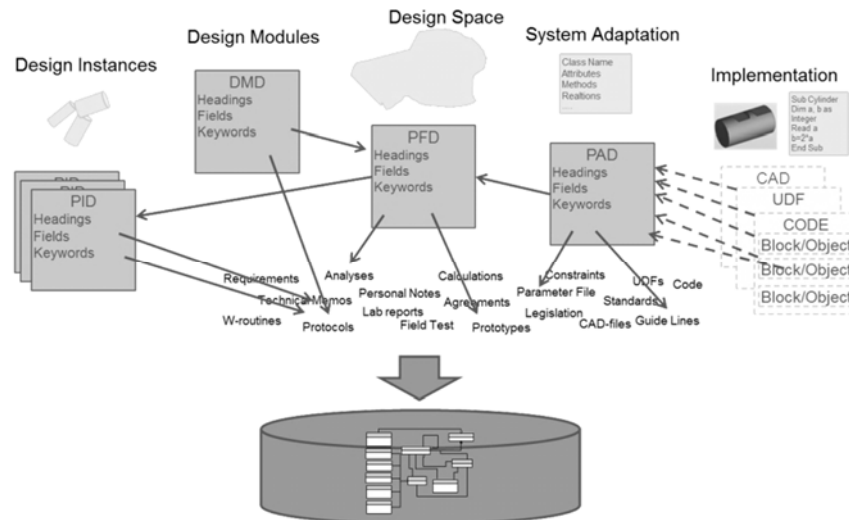 Design Instances
Design Modules
Design Space
System Adaptation
Implementation
PID
PID
PID
Headings
Fields
Keywords
DMD
Headings
Fields
Keywords
PFD
Headings
Fields
Keywords
Class Name
Attributes
Methods
Realtions
....
PAD
Headings
Fields
Keywords
Sub Cylinder
Dim a, b as
Integer
Read a
b=2*a
End Sub
CAD
UDF
CODE
Block/Object
Block/Object
Block/Object
Requirements
Technical Memos
W-routines
Protocols
Analyses
Personal Notes
Lab reports
Field Test
Calculations
Agreements
Prototypes
Constraints
Parameter File
Legislation
UDFs
Code
Standards
CAD-files
Guide Lines